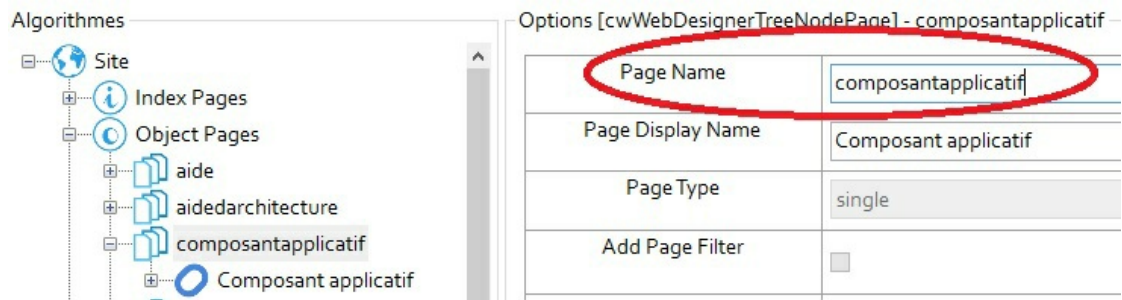 Algorithmes
Site
Index Pages
Object Pages
aide
aidedarchitecture
composantapplicatif
Composant applicatif
Options [cwWebDesignerTreeNodePage] - composantapplicatif
Page Name
composantapplicatif
Page Display Name
Composant applicatif
Page Type
single
Add Page Filter